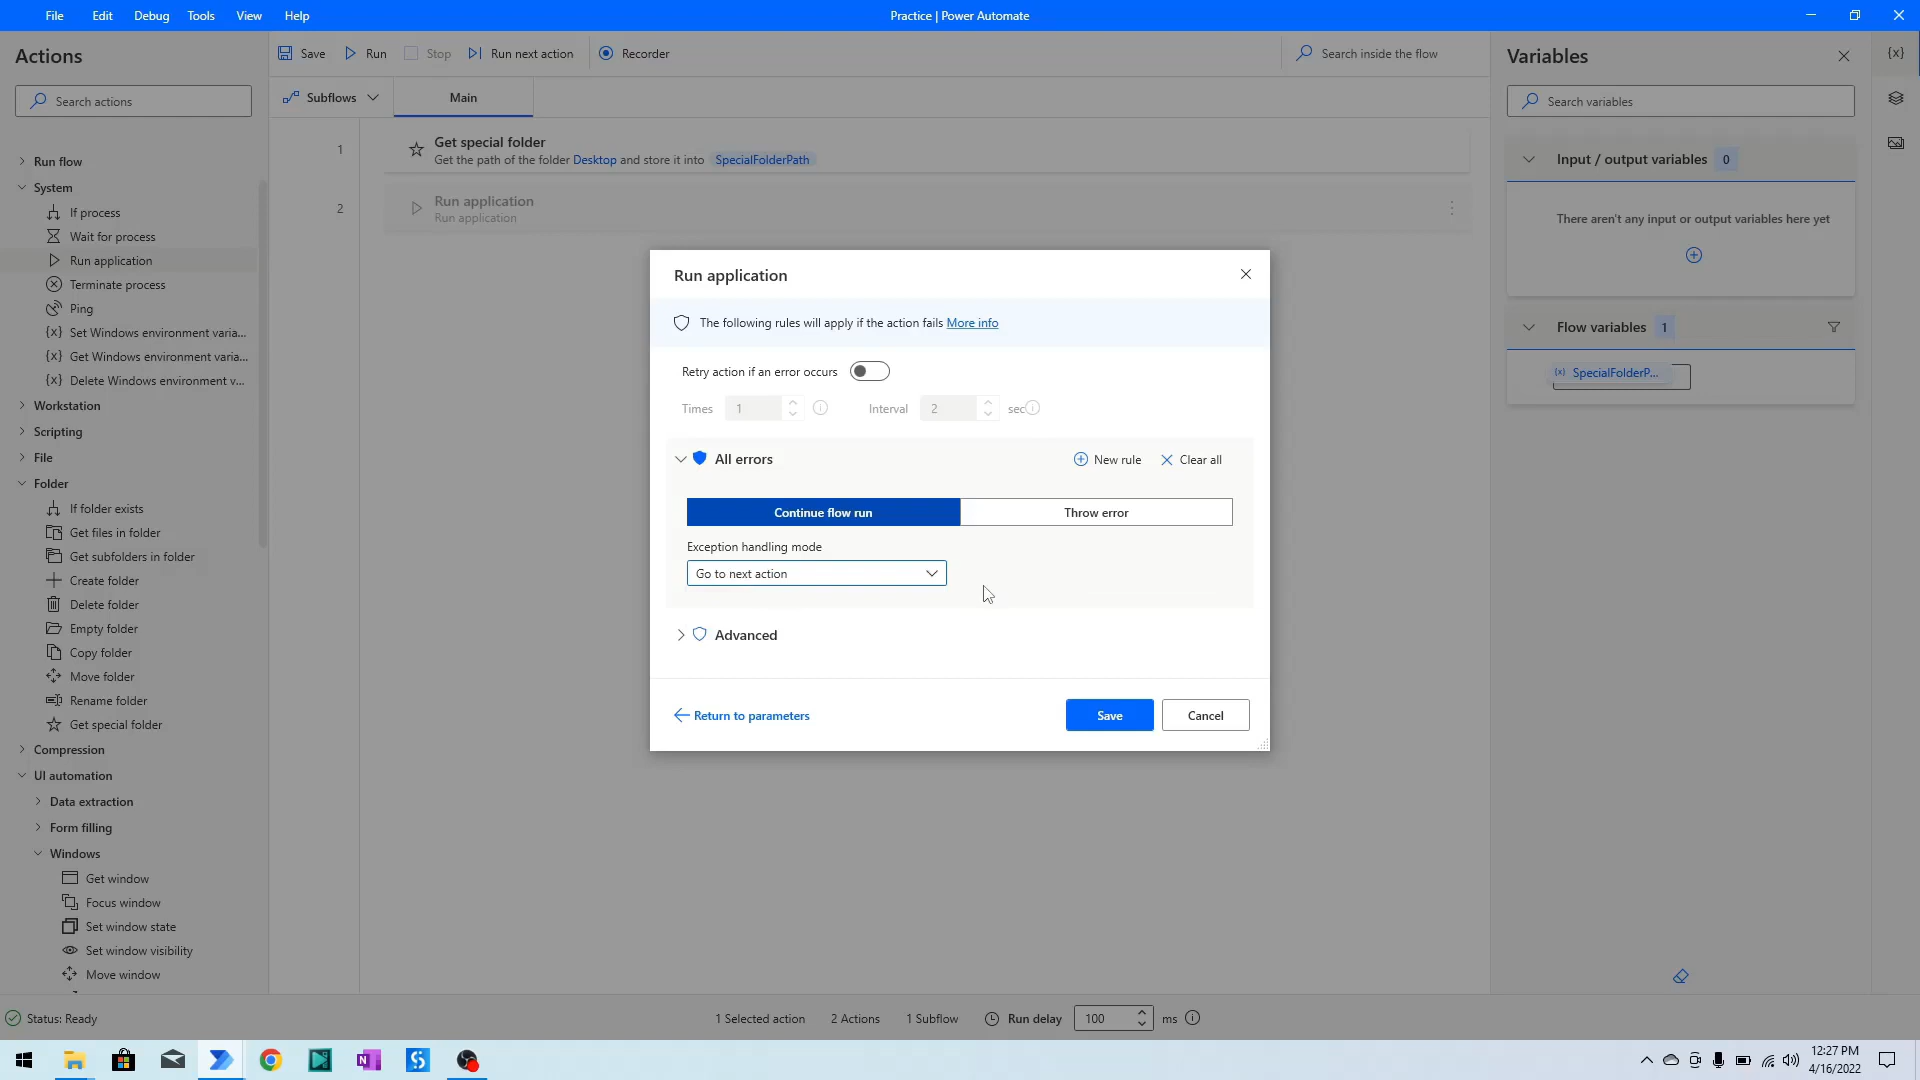 File Edit Debug Tools View Help
Practice | Power Automate
Actions
Search actions
Run flow
System
If process
Wait for process
Run application
Terminate process
Ping
{x} Set Windows environment varia...
{x} Get Windows environment varia...
{x} Delete Windows environment v...
Workstation
Scripting
File
Folder
If folder exists
Get files in folder
Get subfolders in folder
Create folder
Delete folder
Empty folder
Copy folder
Move folder
Rename folder
Get special folder
Compression
UI automation
Data extraction
Form filling
Windows
Get window
Focus window
Set window state
Set window visibility
Move window
Save Run Stop Run next action Recorder
Search inside the flow
Subflows Main
1
Get special folder
Get the path of the folder Desktop and store it into SpecialFolderPath
2
Run application
Run application
Run application
The following rules will apply if the action fails More info
Retry action if an error occurs
Times 1 Interval 2 sec
All errors New rule Clear all
Continue flow run Throw error
Exception handling mode
Go to next action
Advanced
Return to parameters Save Cancel
Variables {x}
Search variables
Input / output variables 0
There aren't any input or output variables here yet
Flow variables 1
{x} SpecialFolderP...
Status: Ready 1 Selected action 2 Actions 1 Subflow Run delay 100 ms
12:27 PM
4/16/2022